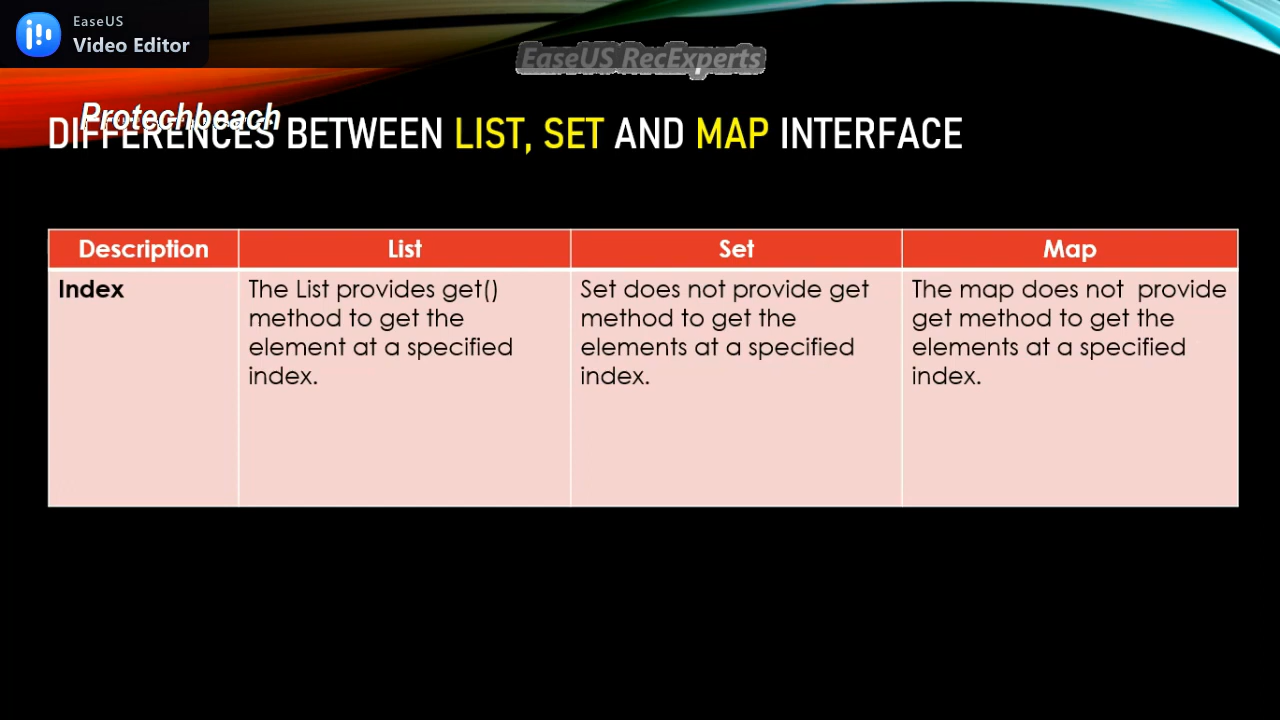 EaseUS
Video Editor
EaseUS RecExperts
Protechbeach
DIFFERENCES BETWEEN LIST, SET AND MAP INTERFACE
Description List Set Map
Index
The List provides get()
method to get the
element at a specified
index.
Set does not provide get
method to get the
elements at a specified
index.
The map does not provide
get method to get the
elements at a specified
index.